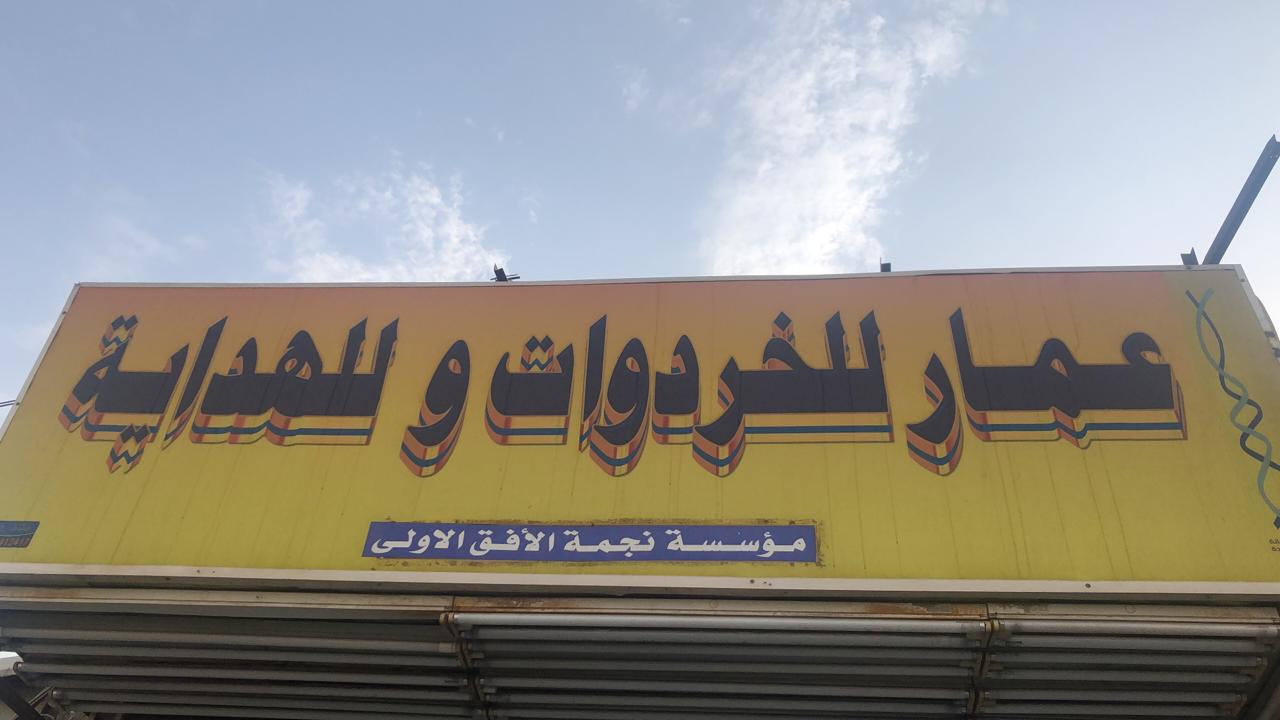 عمار للخردوات و للهداية
مؤسسة نجمة الأفق الاولى